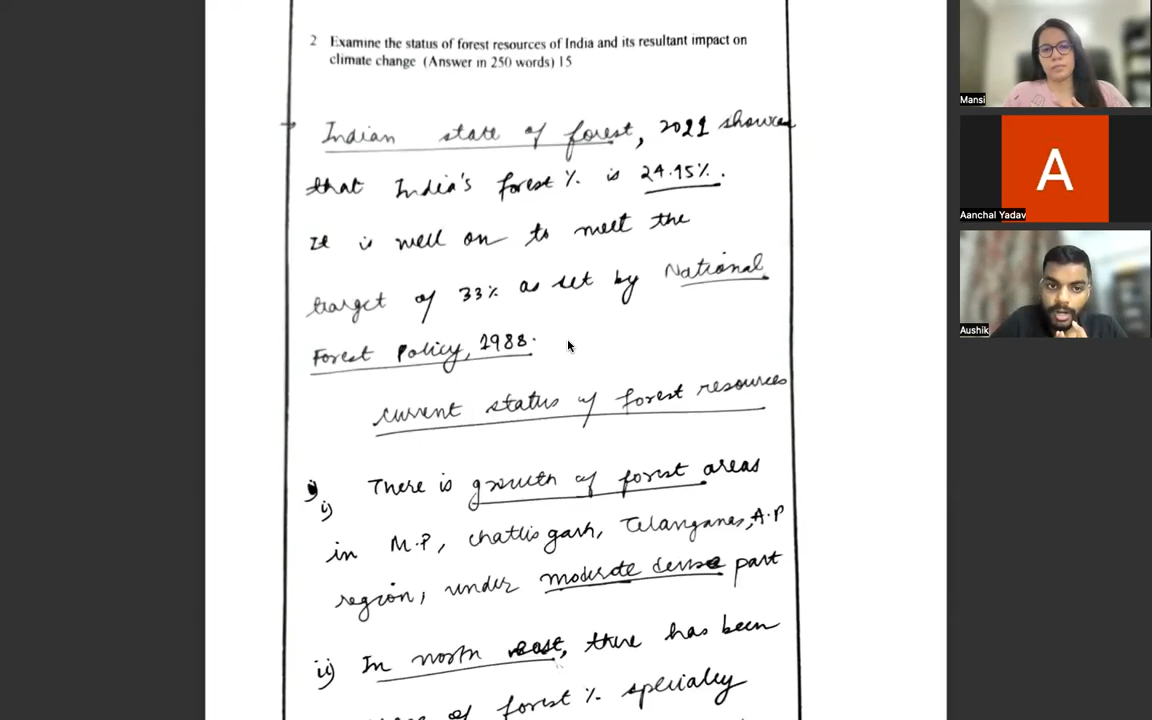 2 Examine the status of forest resources of India and its resultant impact on
climate change (Answer in 250 words) 15
Indian state of forest, 2021 showed
that India's forest % is 24.15%.
It is well on to meet the
target of 33% as set by National
Forest Policy, 1988.
current status of forest resources
i) There is growth of forest areas
in M.P, chattisgarh, Telangana, A.P
region, under moderate dense part
ii) In north east, there has been
of forest % specialey
Mansi
A
Aanchal Yadav
Aushik